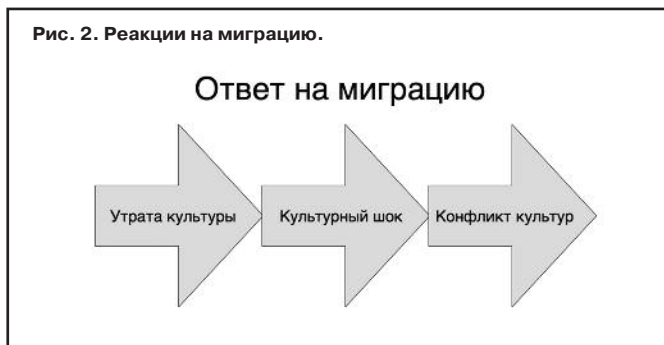 Рис. 2. Реакции на миграцию.
Ответ на миграцию
Утрата культуры
Культурный шок
Конфликт культур